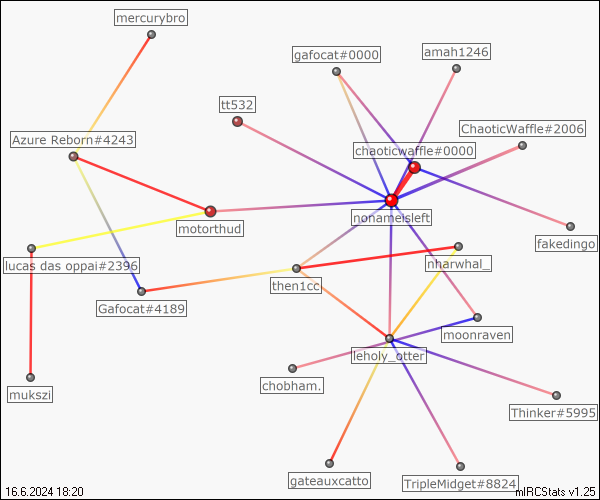 mercurybro
gafocat#0000
amah1246
tt532
ChaoticWaffle#2006
Azure Reborn#4243
chaoticwaffle#0000
nonameisleft
motorthud
fakedingo
lucas das oppai#2396
nharwhal_
then1cc
Gafocat#4189
moonraven
leholy_otter
chobham.
mukszi
Thinker#5995
gateauxcatto
TripleMidget#8824
16.6.2024 18:20
mIRCStats v1.25